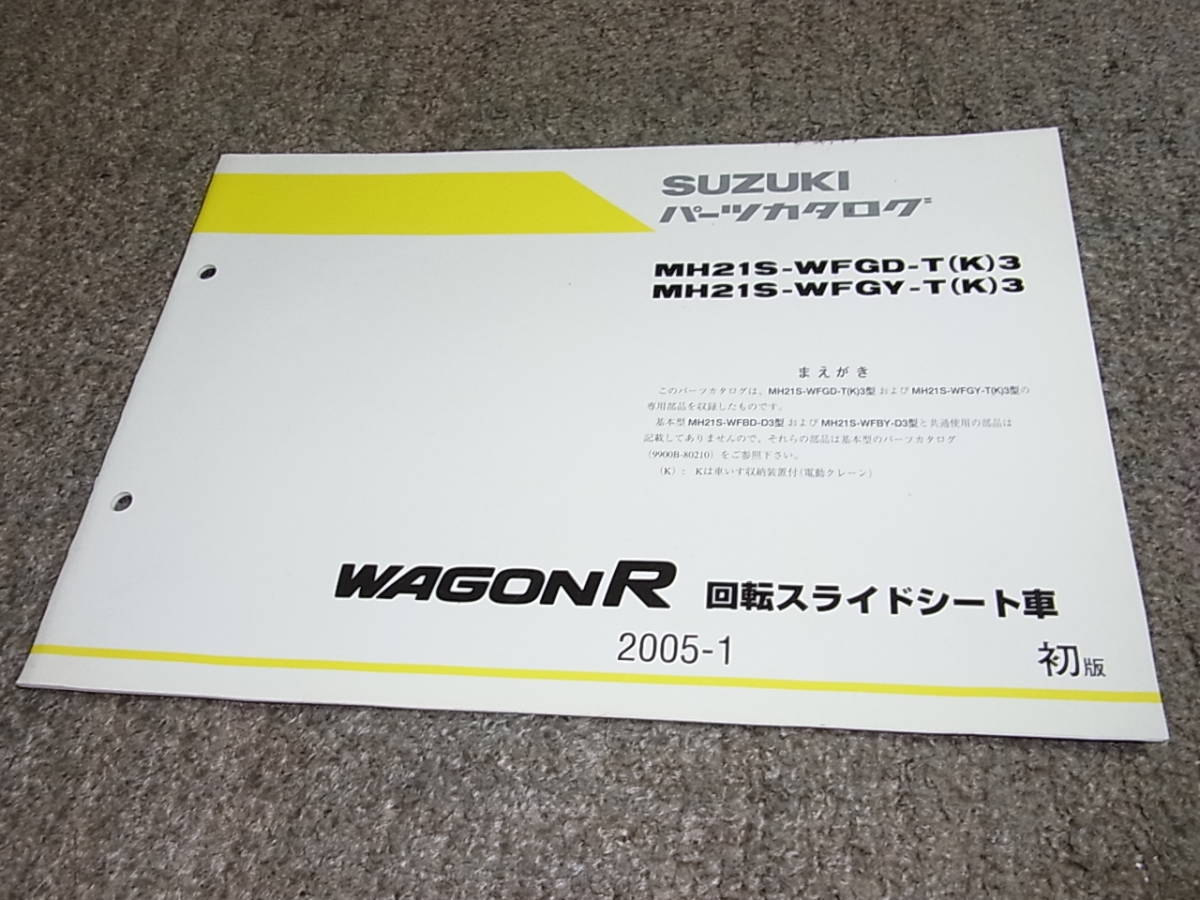 SUZUKI
パーツカタログ
MH21S-WFGD-T(K)3
MH21S-WFGY-T(K)3
まえがき
このパーツカタログは、MH21S-WFGD-T(K)3型 および MH21S-WFGY-T(K)3型の
専用部品を収録したものです。
基本型 MH21S-WFBD-D3型 および MH21S-WFBY-D3型と共通使用の部品は
記載してありませんので、それらの部品は基本型のパーツカタログ
(9900B-80210) をご参照下さい。
(K) : Kは車いす収納装置付(電動クレーン)
WAGONR 回転スライドシート車
2005-1
初版